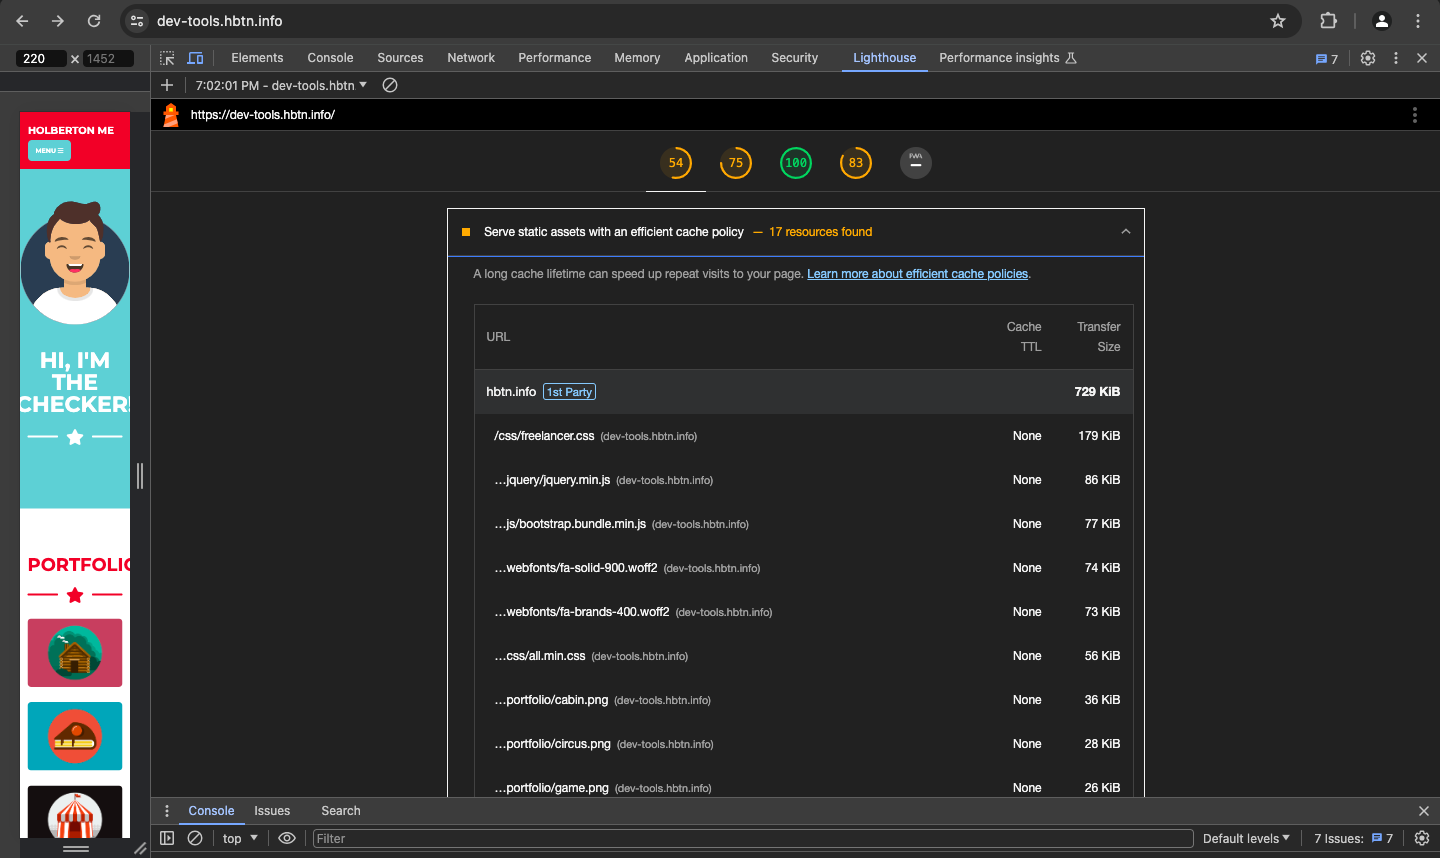 dev-tools.hbtn.info
220 x 1452
Elements Console Sources Network Performance Memory Application Security Lighthouse Performance insights 7
7:02:01 PM - dev-tools.hbtn
https://dev-tools.hbtn.info/
54 75 100 83 PWA
HOLBERTON ME
MENU
HI, I'M
THE
CHECKER!
PORTFOLIO
Serve static assets with an efficient cache policy — 17 resources found
A long cache lifetime can speed up repeat visits to your page. Learn more about efficient cache policies.
URL Cache TTL Transfer Size
hbtn.info 1st Party 729 KiB
/css/freelancer.css (dev-tools.hbtn.info) None 179 KiB
…jquery/jquery.min.js (dev-tools.hbtn.info) None 86 KiB
…js/bootstrap.bundle.min.js (dev-tools.hbtn.info) None 77 KiB
…webfonts/fa-solid-900.woff2 (dev-tools.hbtn.info) None 74 KiB
…webfonts/fa-brands-400.woff2 (dev-tools.hbtn.info) None 73 KiB
…css/all.min.css (dev-tools.hbtn.info) None 56 KiB
…portfolio/cabin.png (dev-tools.hbtn.info) None 36 KiB
…portfolio/circus.png (dev-tools.hbtn.info) None 28 KiB
…portfolio/game.png (dev-tools.hbtn.info) None 26 KiB
Console Issues Search
top Filter Default levels 7 Issues: 7